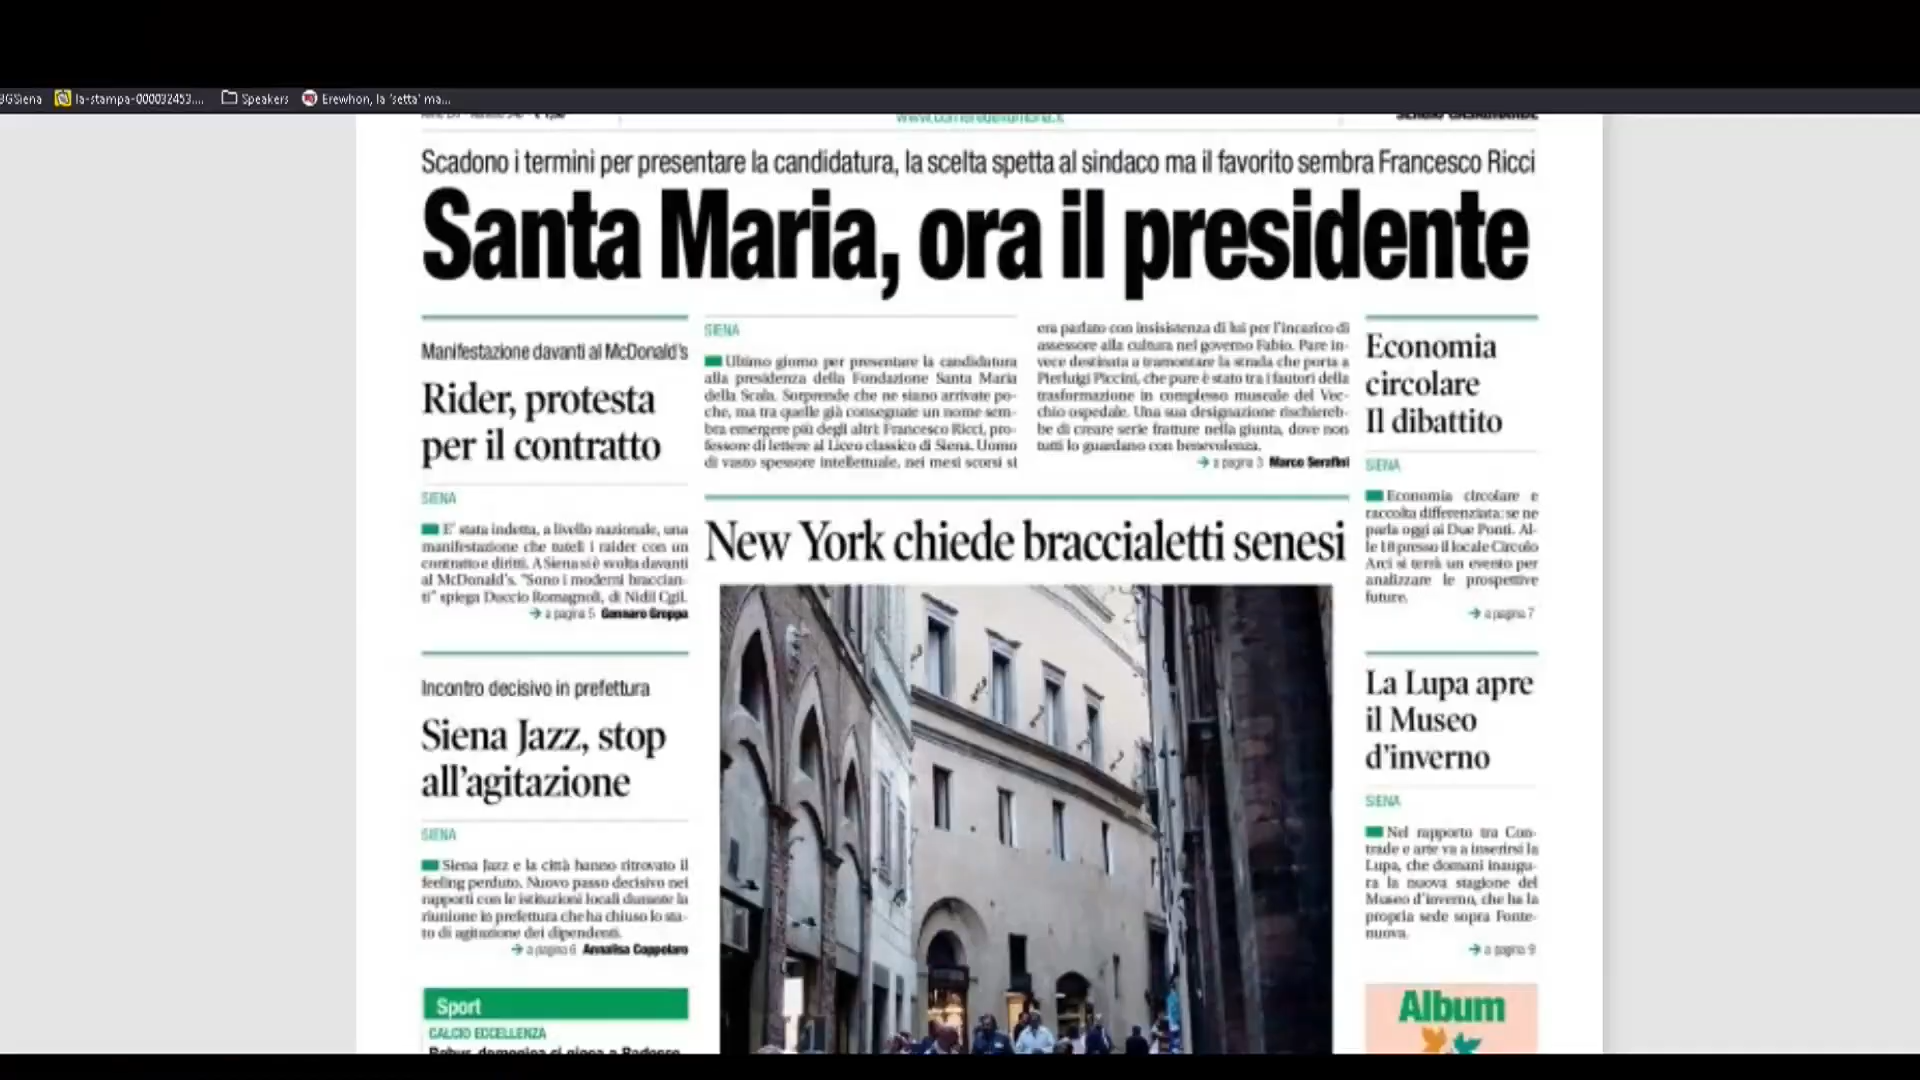 3GSiena la-stampa-000032453.... Speakers Erewhon, la 'setta' ma...
www.corrieredellumbria.it
Scadono i termini per presentare la candidatura, la scelta spetta al sindaco ma il favorito sembra Francesco Ricci
Santa Maria, ora il presidente
Manifestazione davanti al McDonald's
Rider, protesta
per il contratto
SIENA
E' stata indetta, a livello nazionale, una
manifestazione che tuteli i raider con un
contratto e diritti. A Siena si è svolta davanti
al McDonald's. "Sono i moderni braccian-
ti" spiega Duccio Romagnoli, di Nidil Cgil.
a pagina 5 Gennaro Groppa
Incontro decisivo in prefettura
Siena Jazz, stop
all'agitazione
SIENA
Siena Jazz e la città hanno ritrovato il
feeling perduto. Nuovo passo decisivo nei
rapporti con le istituzioni locali durante la
riunione in prefettura che ha chiuso lo sta-
to di agitazione dei dipendenti.
a pagina 6 Annalisa Coppolaro
Sport
CALCIO ECCELLENZA
SIENA
Ultimo giorno per presentare la candidatura
alla presidenza della Fondazione Santa Maria
della Scala. Sorprende che ne siano arrivate po-
che, ma tra quelle già consegnate un nome sem-
bra emergere più degli altri: Francesco Ricci, pro-
fessore di lettere al Liceo classico di Siena. Uomo
di vasto spessore intellettuale, nei mesi scorsi si
era parlato con insisistenza di lui per l'incarico di
assessore alla cultura nel governo Fabio. Pare in-
vece destinata a tramontare la strada che porta a
Pierluigi Piccini, che pure è stato tra i fautori della
trasformazione in complesso museale del Vec-
chio ospedale. Una sua designazione rischiereb-
be di creare serie fratture nella giunta, dove non
tutti lo guardano con benevolenza.
a pagina 3 Marco Serafini
New York chiede braccialetti senesi
Economia
circolare
Il dibattito
SIENA
Economia circolare e
raccolta differenziata: se ne
parla oggi ai Due Ponti. Al-
le 18 presso il locale Circolo
Arci si terrà un evento per
analizzare le prospettive
future.
a pagina 7
La Lupa apre
il Museo
d'inverno
SIENA
Nel rapporto tra Con-
trade e arte va a inserirsi la
Lupa, che domani inaugu-
ra la nuova stagione del
Museo d'inverno, che ha la
propria sede sopra Fonte-
nuova.
a pagina 9
Album